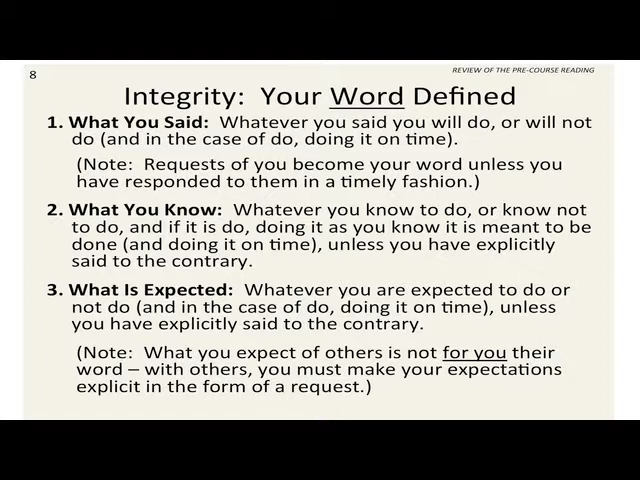 8
REVIEW OF THE PRE-COURSE READING
Integrity: Your Word Defined
1. What You Said: Whatever you said you will do, or will not
do (and in the case of do, doing it on time).
(Note: Requests of you become your word unless you
have responded to them in a timely fashion.)
2. What You Know: Whatever you know to do, or know not
to do, and if it is do, doing it as you know it is meant to be
done (and doing it on time), unless you have explicitly
said to the contrary.
3. What Is Expected: Whatever you are expected to do or
not do (and in the case of do, doing it on time), unless
you have explicitly said to the contrary.
(Note: What you expect of others is not for you their
word – with others, you must make your expectations
explicit in the form of a request.)